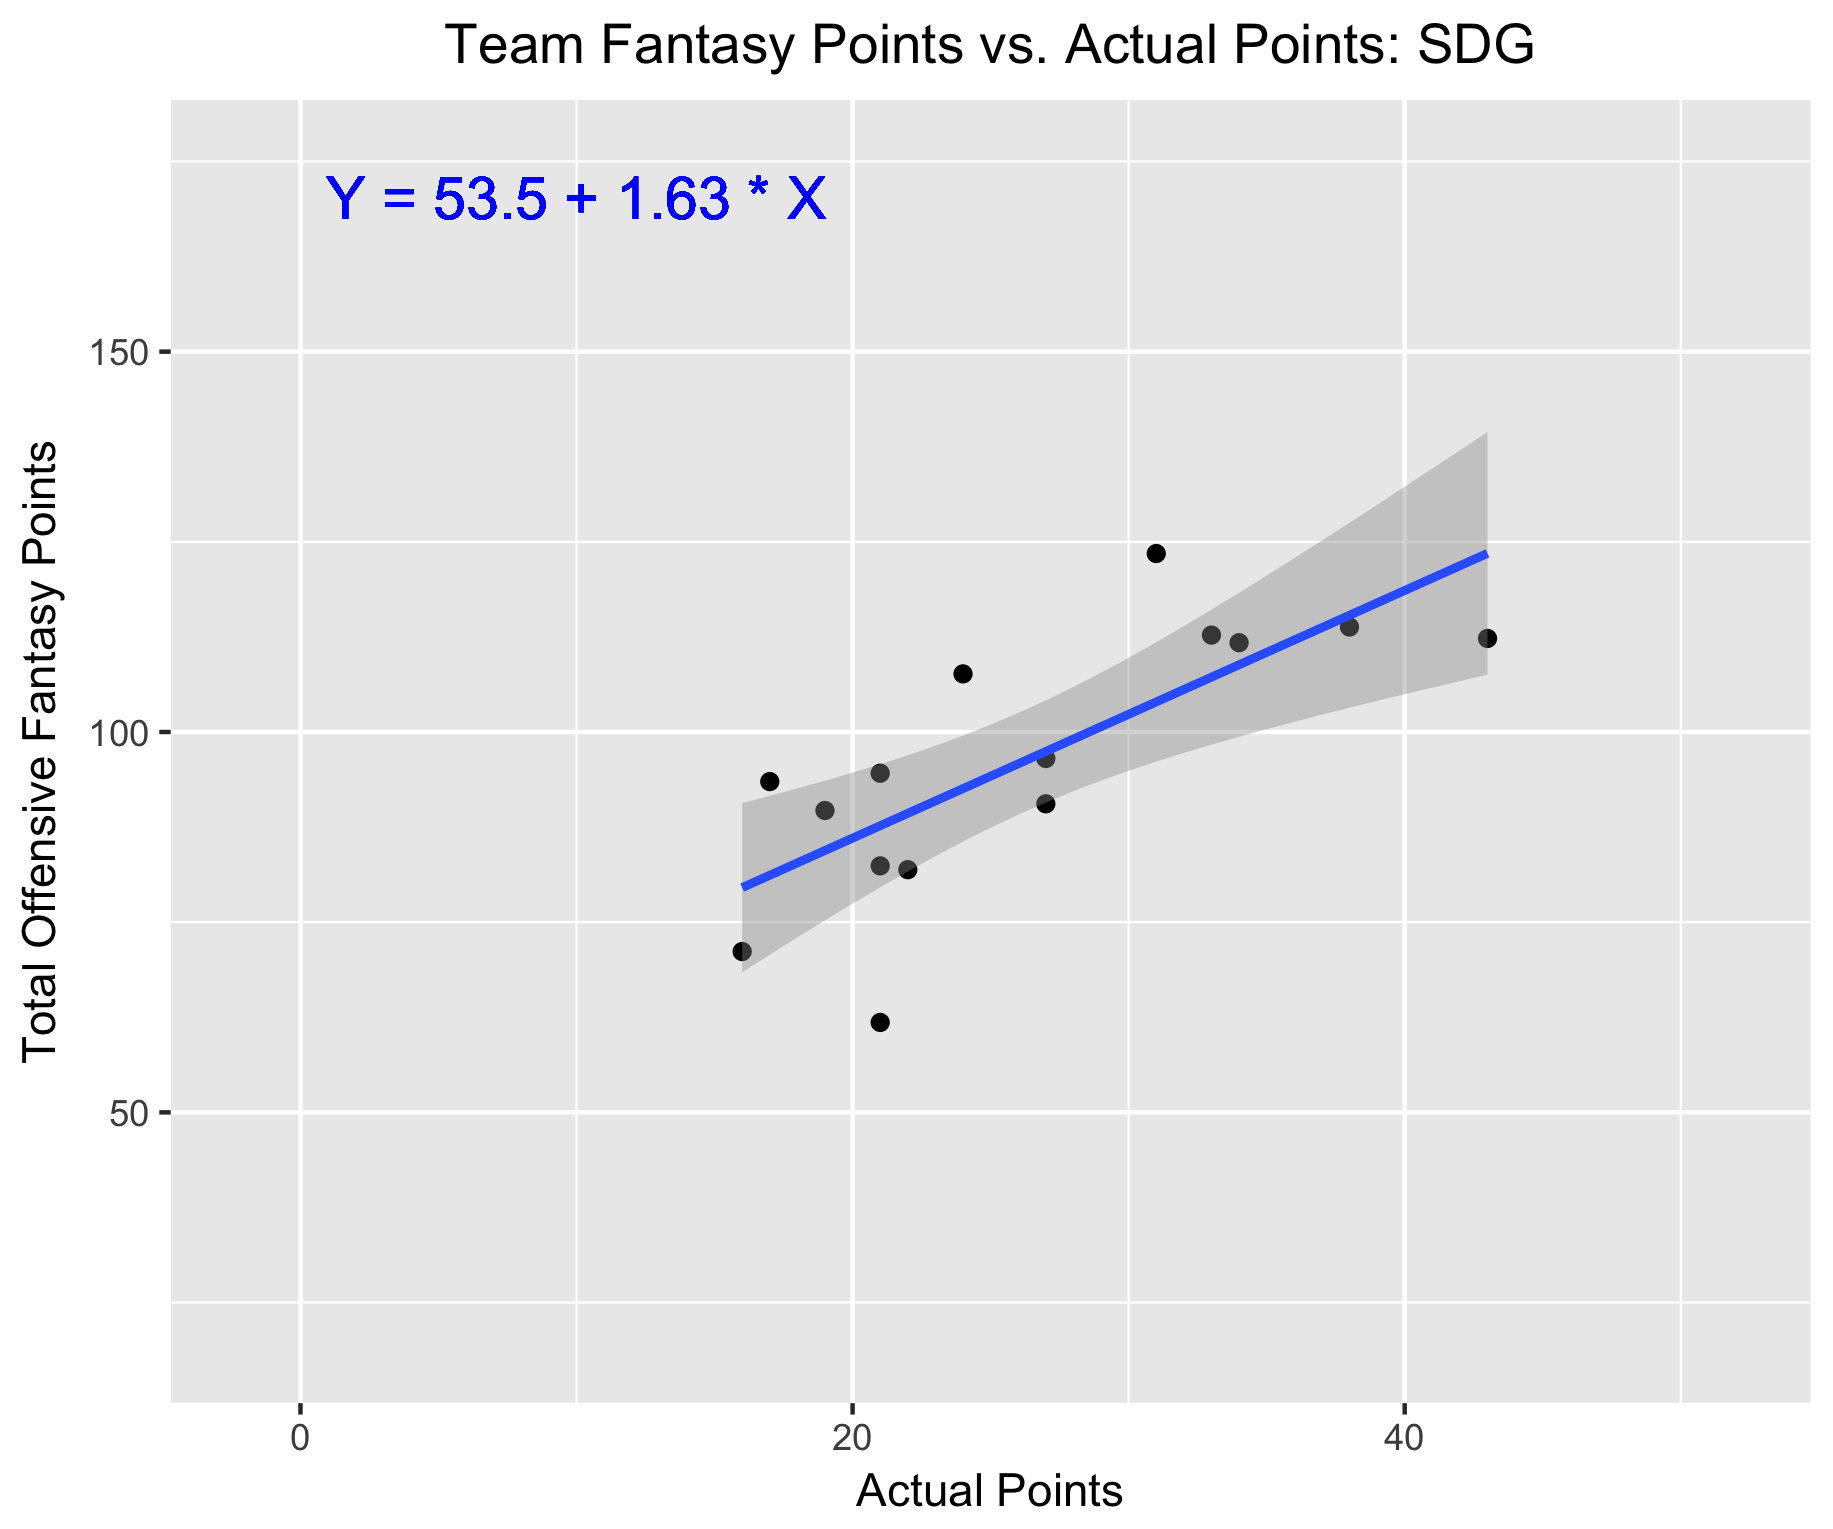 Team Fantasy Points vs. Actual Points: SDG
Y = 53.5 + 1.63 * X
Total Offensive Fantasy Points
150
100
50
0
20
40
Actual Points